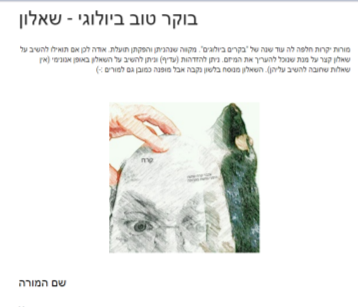 בוקר טוב ביולוגי - שאלון
מורות יקרות חלפה לה עוד שנה של "בקרים ביולוגים". מקווה שנהניתן והפקתן תועלת. אודה לכן אם תואילו להשיב על
שאלון קצר על מנת שנוכל להעריך את המיזם. ניתן להזדהות (עדיף) וניתן להשיב על השאלון באופן אנונימי (אין
שאלות שחובה להשיב עליהן). השאלון מנוסח בלשון נקבה אבל מופנה כמובן גם למורים :-)
קרח
שם המורה